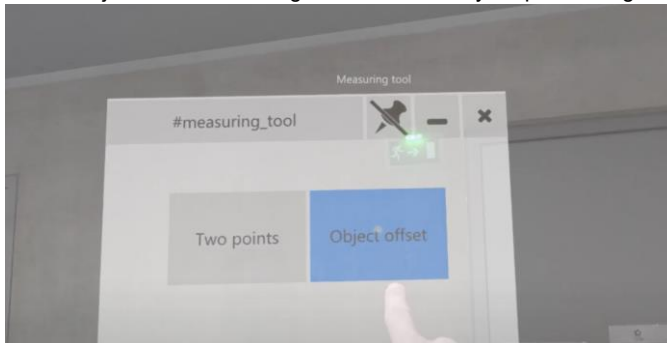 Measuring tool
#measuring_tool
Two points
Object offset